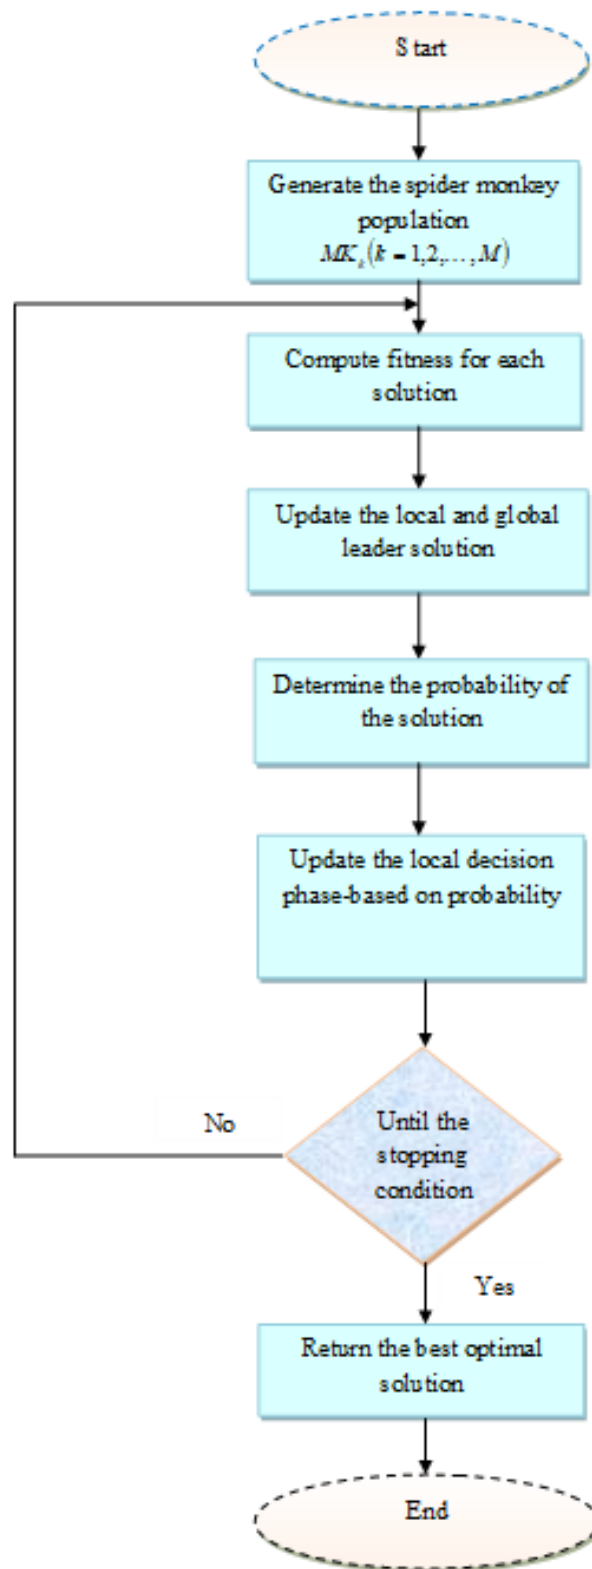 Start
Generate the spider monkey
population
MKₖ(k = 1,2,..., M)
Compute fitness for each
solution
Update the local and global
leader solution
Determine the probability of
the solution
Update the local decision
phase-based on probability
Until the
stopping
condition
No
Yes
Return the best optimal
solution
End